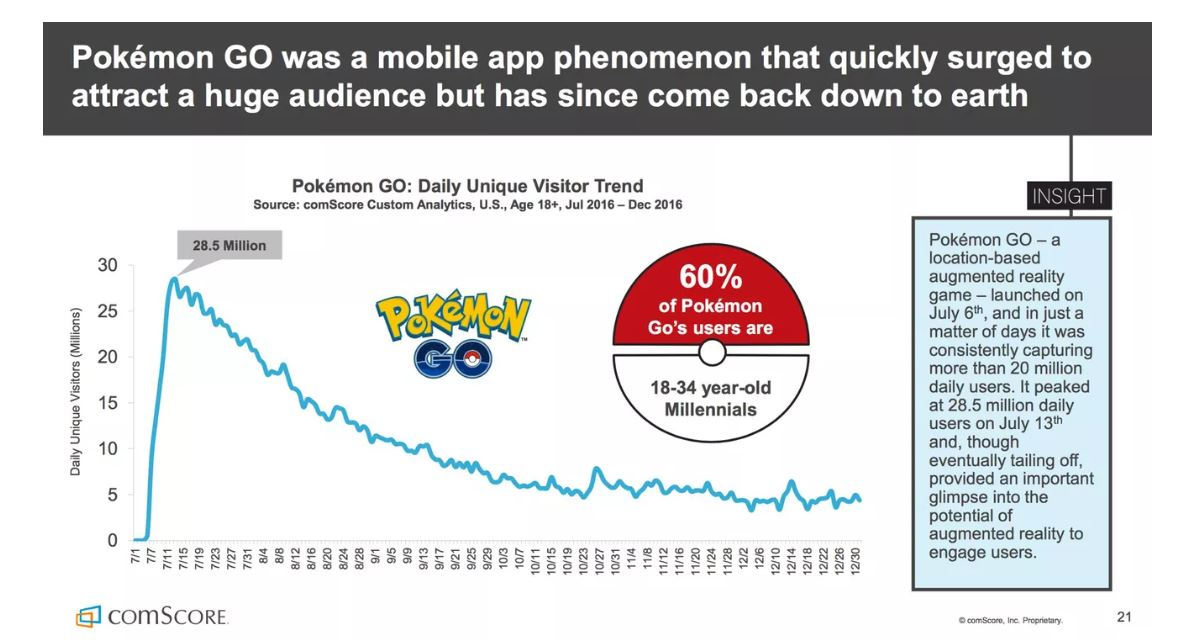 Pokémon GO was a mobile app phenomenon that quickly surged to
attract a huge audience but has since come back down to earth
Pokémon GO: Daily Unique Visitor Trend
Source: comScore Custom Analytics, U.S., Age 18+, Jul 2016 – Dec 2016
28.5 Million
Daily Unique Visitors (Millions)
30
25
20
15
10
5
0
7/1
7/7
7/11
7/15
7/19
7/23
7/27
7/31
8/4
8/8
8/12
8/16
8/20
8/24
8/28
9/1
9/5
9/9
9/13
9/17
9/21
9/25
9/29
10/3
10/7
10/11
10/15
10/19
10/23
10/27
10/31
11/4
11/8
11/12
11/16
11/20
11/24
11/28
12/2
12/6
12/10
12/14
12/18
12/22
12/26
12/30
POKéMON
™
GO
60%
of Pokémon
Go’s users are
18-34 year-old
Millennials
INSIGHT
Pokémon GO – a
location-based
augmented reality
game – launched on
July 6th, and in just a
matter of days it was
consistently capturing
more than 20 million
daily users. It peaked
at 28.5 million daily
users on July 13th
and, though
eventually tailing off,
provided an important
glimpse into the
potential of
augmented reality to
engage users.
comSCORE.
© comScore, Inc. Proprietary.
21